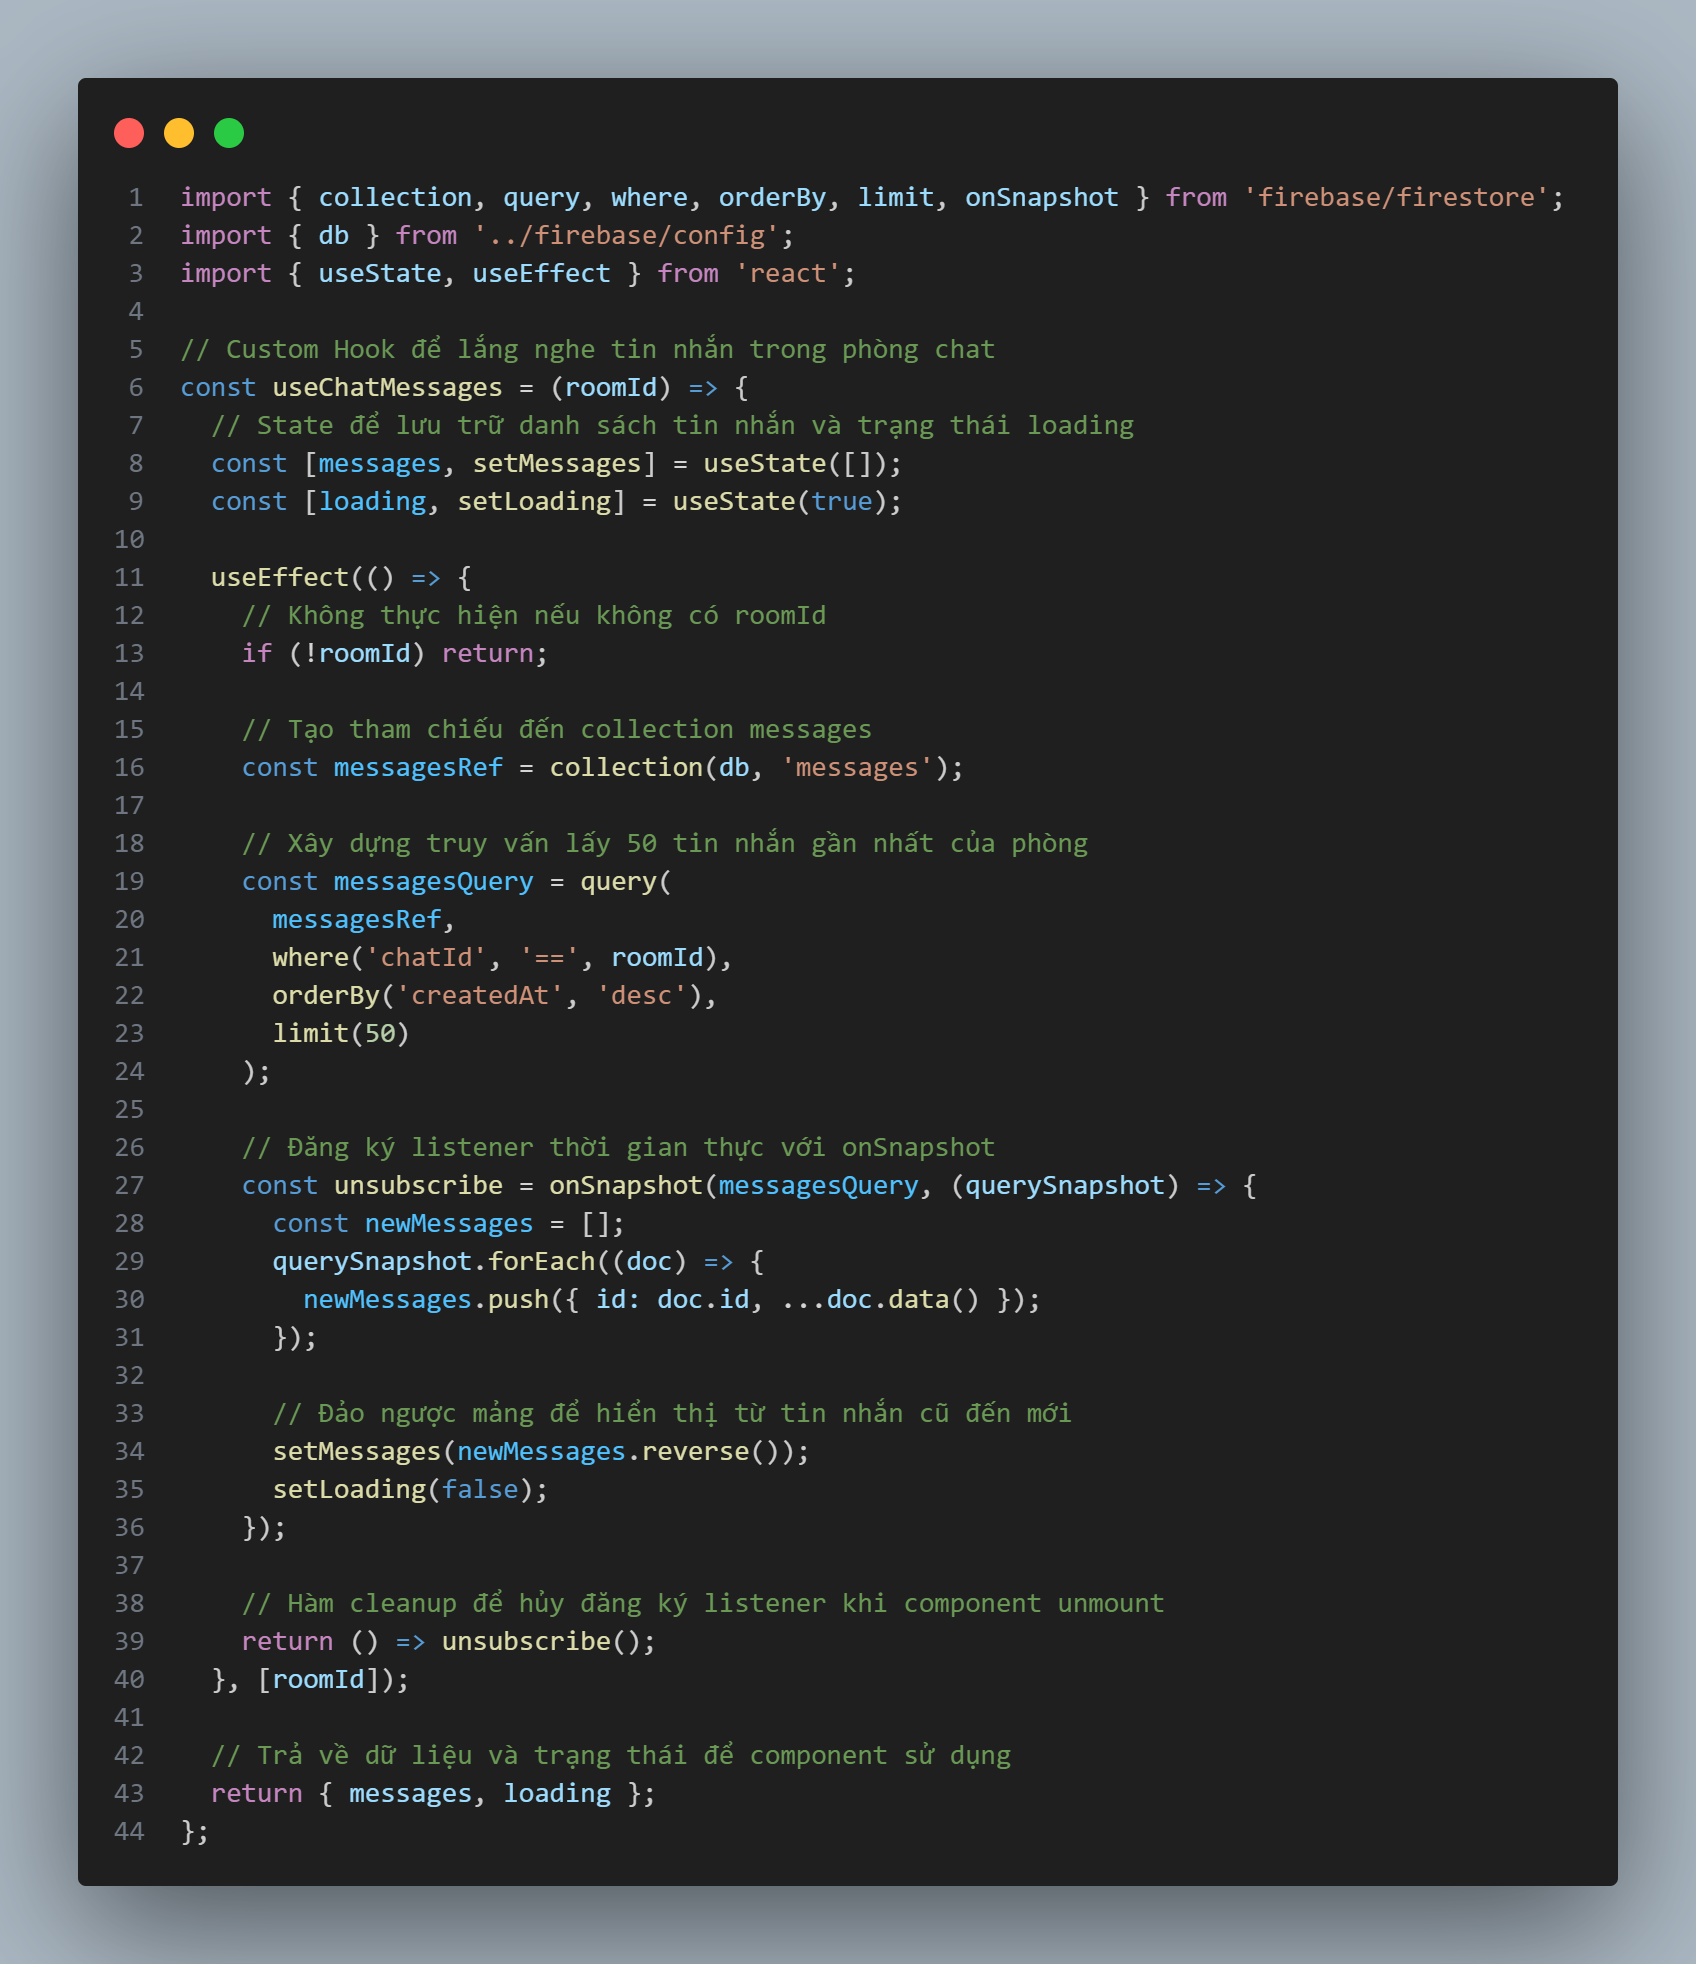 1 import { collection, query, where, orderBy, limit, onSnapshot } from 'firebase/firestore';
2 import { db } from '../firebase/config';
3 import { useState, useEffect } from 'react';
4
5 // Custom Hook để lắng nghe tin nhắn trong phòng chat
6 const useChatMessages = (roomId) => {
7   // State để lưu trữ danh sách tin nhắn và trạng thái loading
8   const [messages, setMessages] = useState([]);
9   const [loading, setLoading] = useState(true);
10
11   useEffect(() => {
12     // Không thực hiện nếu không có roomId
13     if (!roomId) return;
14
15     // Tạo tham chiếu đến collection messages
16     const messagesRef = collection(db, 'messages');
17
18     // Xây dựng truy vấn lấy 50 tin nhắn gần nhất của phòng
19     const messagesQuery = query(
20       messagesRef,
21       where('chatId', '==', roomId),
22       orderBy('createdAt', 'desc'),
23       limit(50)
24     );
25
26     // Đăng ký listener thời gian thực với onSnapshot
27     const unsubscribe = onSnapshot(messagesQuery, (querySnapshot) => {
28       const newMessages = [];
29       querySnapshot.forEach((doc) => {
30         newMessages.push({ id: doc.id, ...doc.data() });
31       });
32
33       // Đảo ngược mảng để hiển thị từ tin nhắn cũ đến mới
34       setMessages(newMessages.reverse());
35       setLoading(false);
36     });
37
38     // Hàm cleanup để hủy đăng ký listener khi component unmount
39     return () => unsubscribe();
40   }, [roomId]);
41
42   // Trả về dữ liệu và trạng thái để component sử dụng
43   return { messages, loading };
44 };